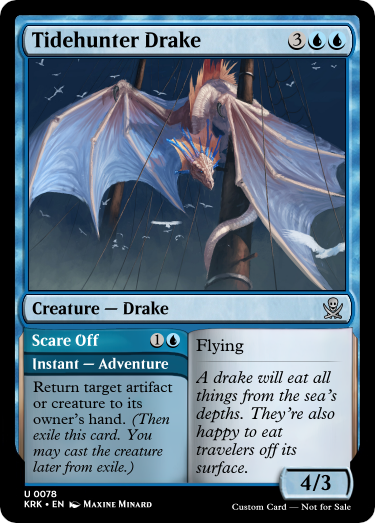 Tidehunter Drake 3
Creature — Drake
Scare Off 1
Instant — Adventure
Return target artifact
or creature to its
owner's hand. (Then
exile this card. You
may cast the creature
later from exile.)
Flying
A drake will eat all
things from the sea's
depths. They're also
happy to eat
travelers off its
surface.
4/3
U 0078
KRK • EN Maxine Minard
Custom Card — Not for Sale